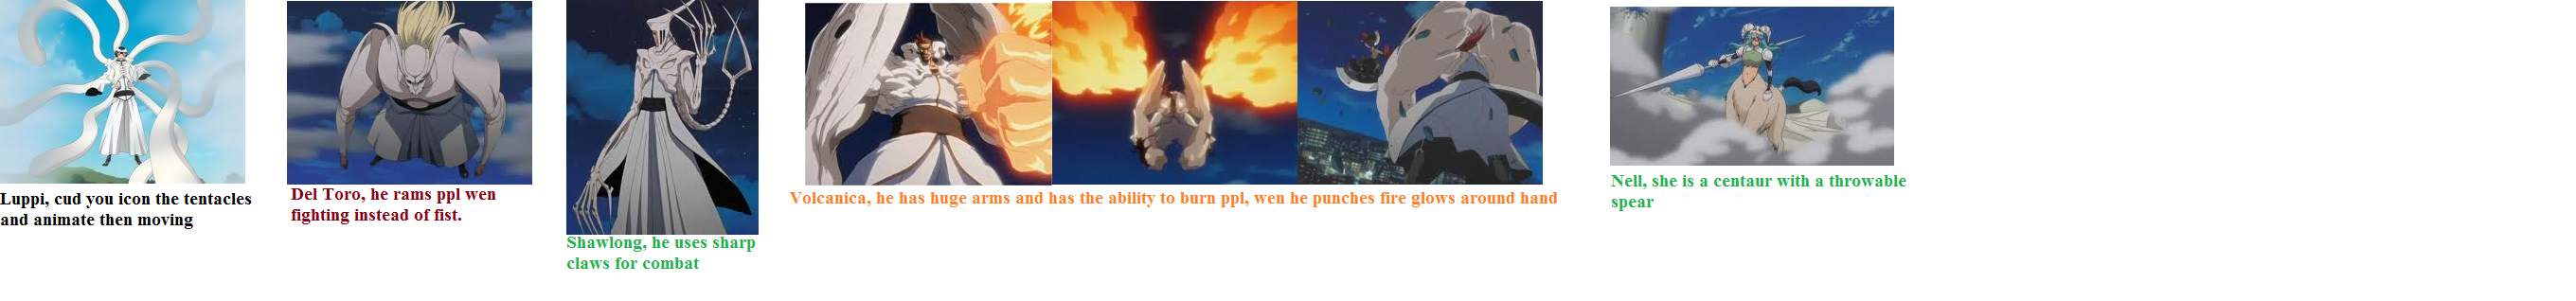 Luppi, cud you icon the tentacles
and animate then moving
Del Toro, he rams ppl wen
fighting instead of fist.
Shawlong, he uses sharp
claws for combat
Volcanica, he has huge arms and has the ability to burn ppl, wen he punches fire glows around hand
Nell, she is a centaur with a throwable
spear